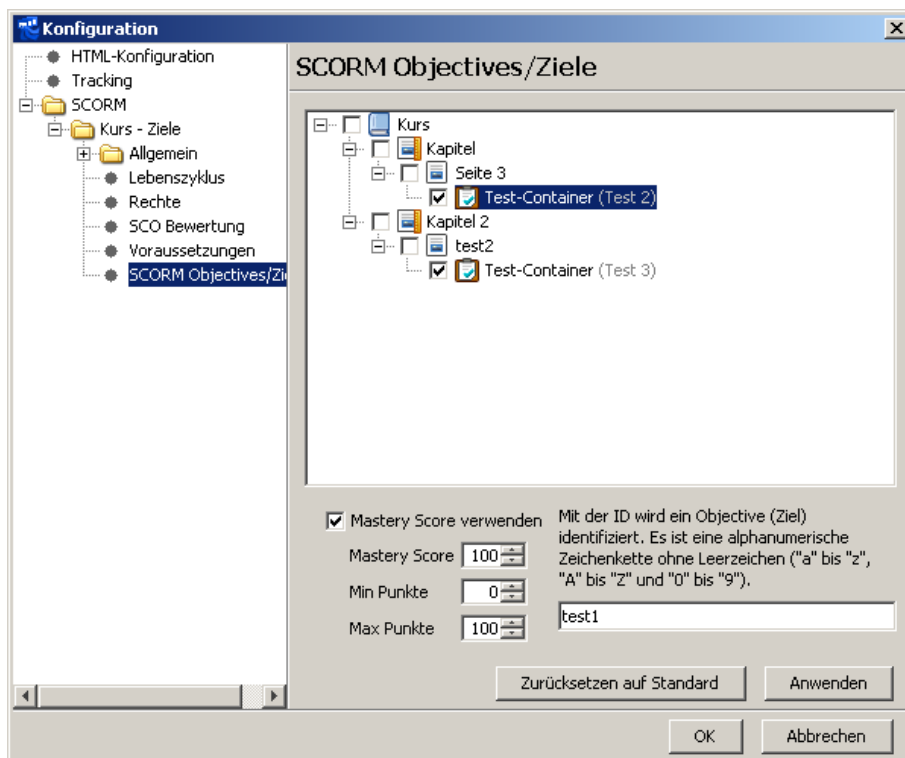 Konfiguration
HTML-Konfiguration
Tracking
SCORM
Kurs - Ziele
Allgemein
Lebenszyklus
Rechte
SCO Bewertung
Voraussetzungen
SCORM Objectives/Zi
SCORM Objectives/Ziele
Kurs
Kapitel
Seite 3
Test-Container (Test 2)
Kapitel 2
test2
Test-Container (Test 3)
Mastery Score verwenden
Mastery Score 100
Min Punkte 0
Max Punkte 100
Mit der ID wird ein Objective (Ziel)
identifiziert. Es ist eine alphanumerische
Zeichenkette ohne Leerzeichen ("a" bis "z",
"A" bis "Z" und "0" bis "9").
test1
Zurücksetzen auf Standard
Anwenden
OK
Abbrechen